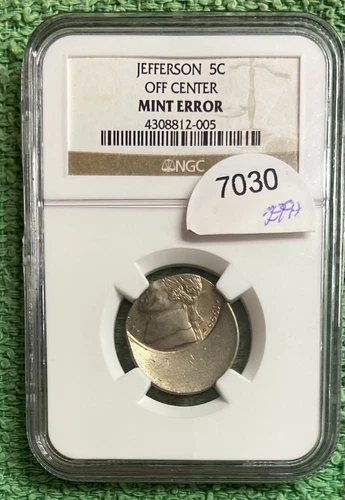 JEFFERSON 5C
OFF CENTER
MINT ERROR
4308812-005
NGC
7030